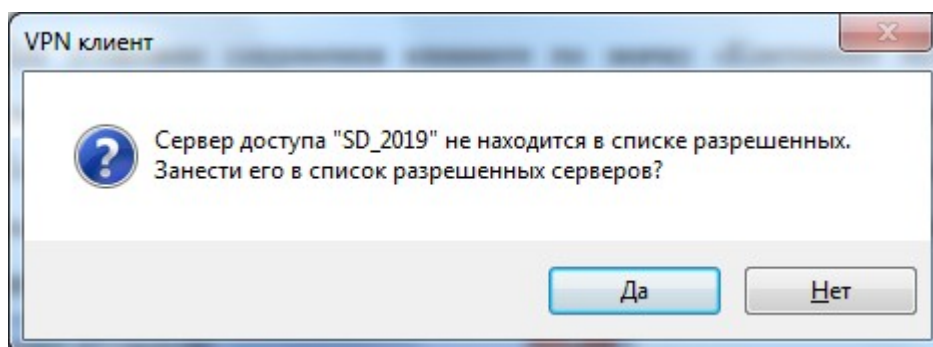 VPN клиент
Сервер доступа "SD_2019" не находится в списке разрешенных.
Занести его в список разрешенных серверов?
Да
Нет